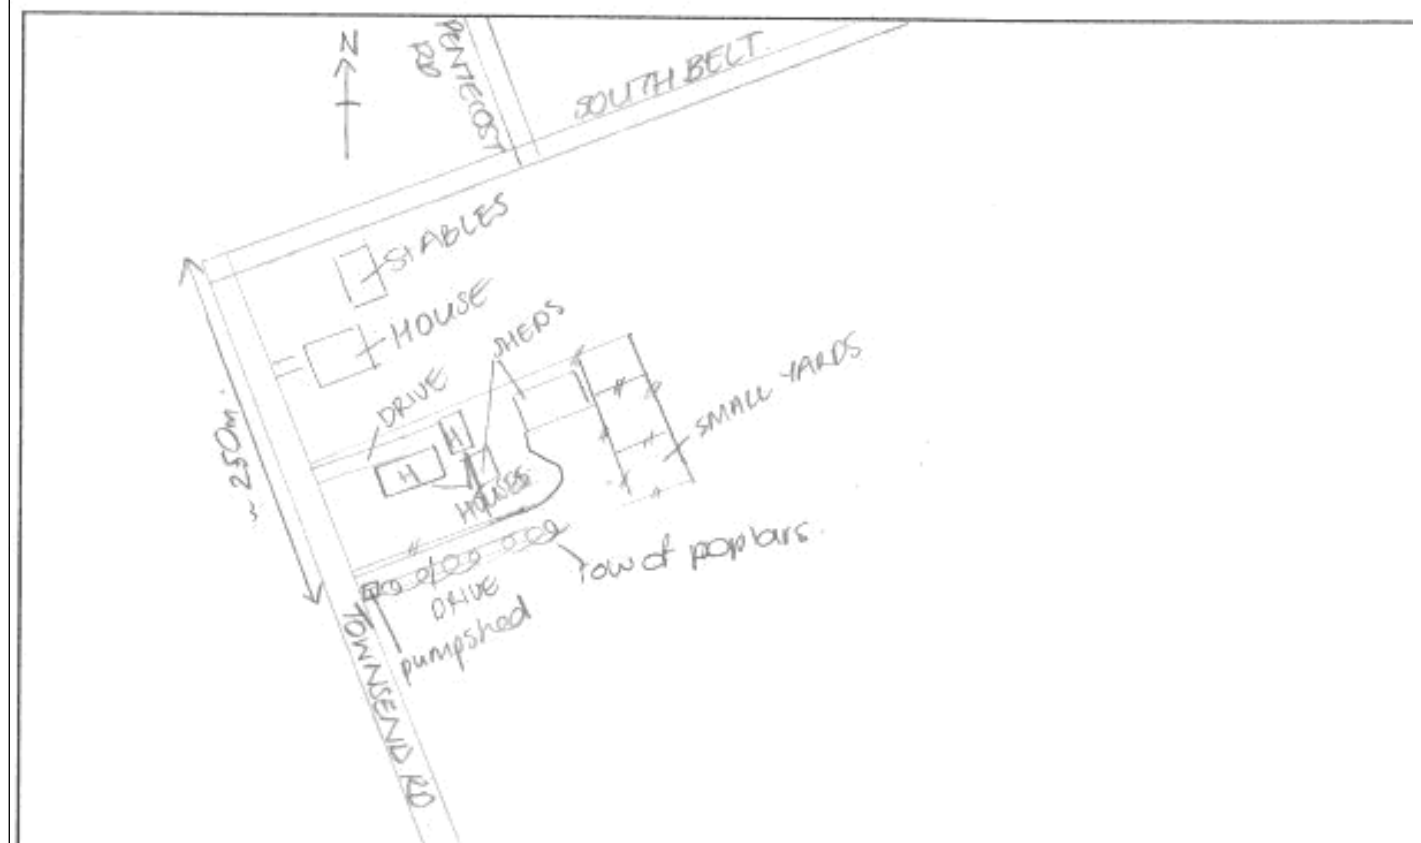 N
PENTECOST
RD
SOUTH BELT
STABLES
HOUSE
SHEDS
DRIVE
SMALL YARDS
~ 250m.
H
H
HOUSES
row of poplars.
DRIVE
pumpshed
TOWNSEND RD